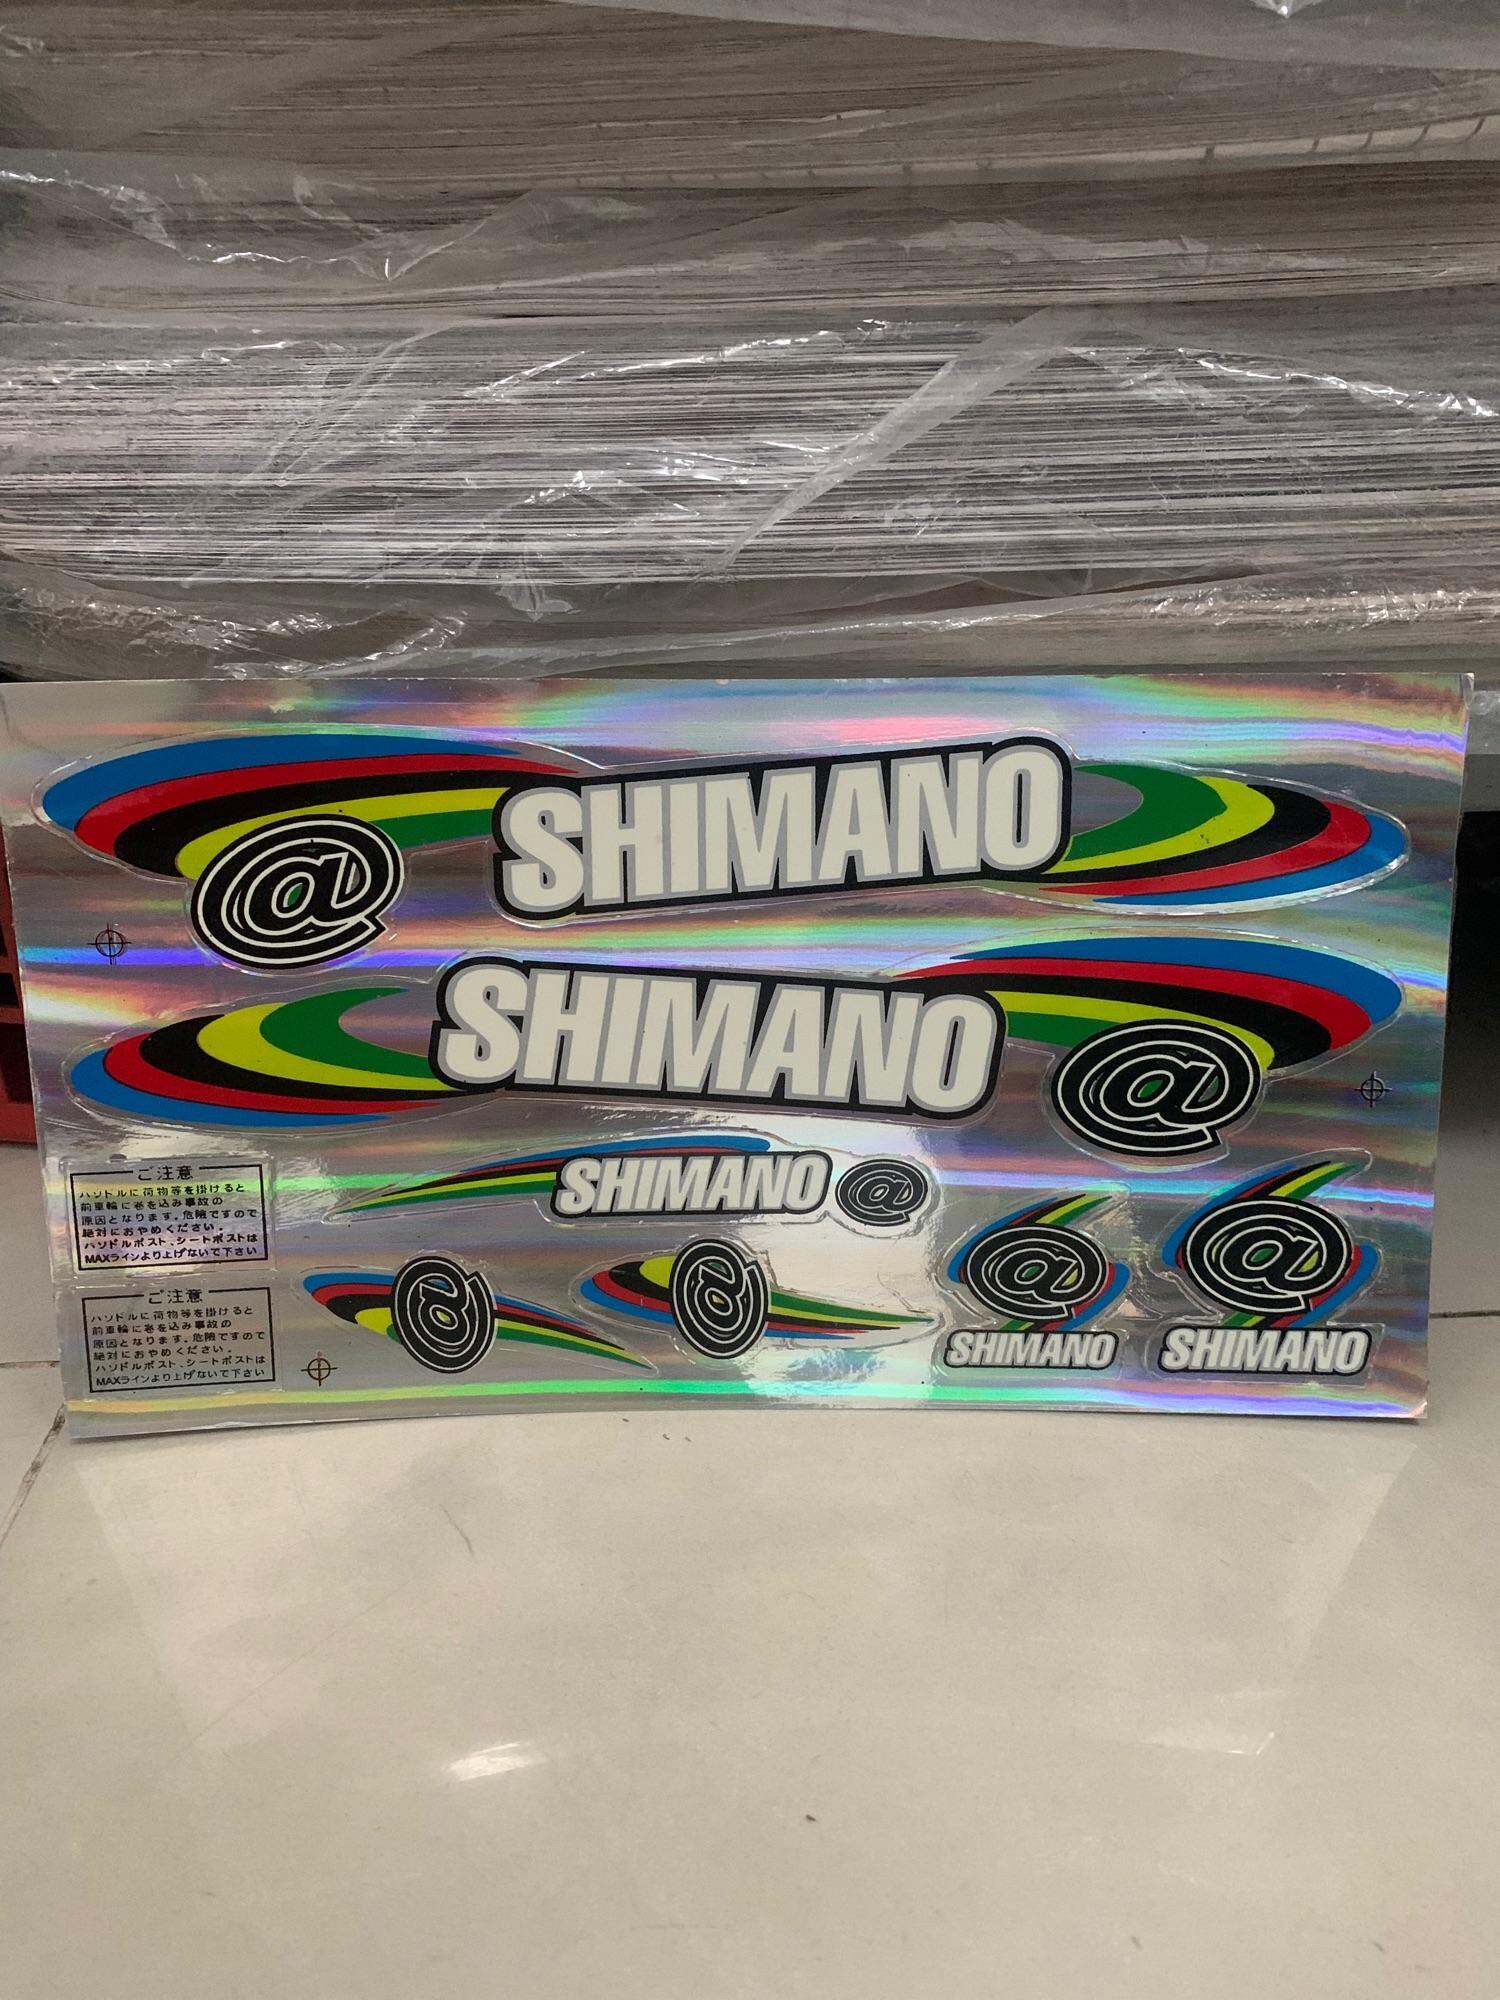 SHIMANO
@
SHIMANO
@
SHIMANO @
ご注意
ハンドルに荷物等を掛けると
前車輪に巻き込み事故の
原因となります。危険ですので
絶対におやめください。
ハンドルポスト、シートポストは
MAXラインより上げないで下さい
@
@
@
SHIMANO
@
SHIMANO
ご注意
ハンドルに荷物等を掛けると
前車輪に巻き込み事故の
原因となります。危険ですので
絶対におやめください。
ハンドルポスト、シートポストは
MAXラインより上げないで下さい